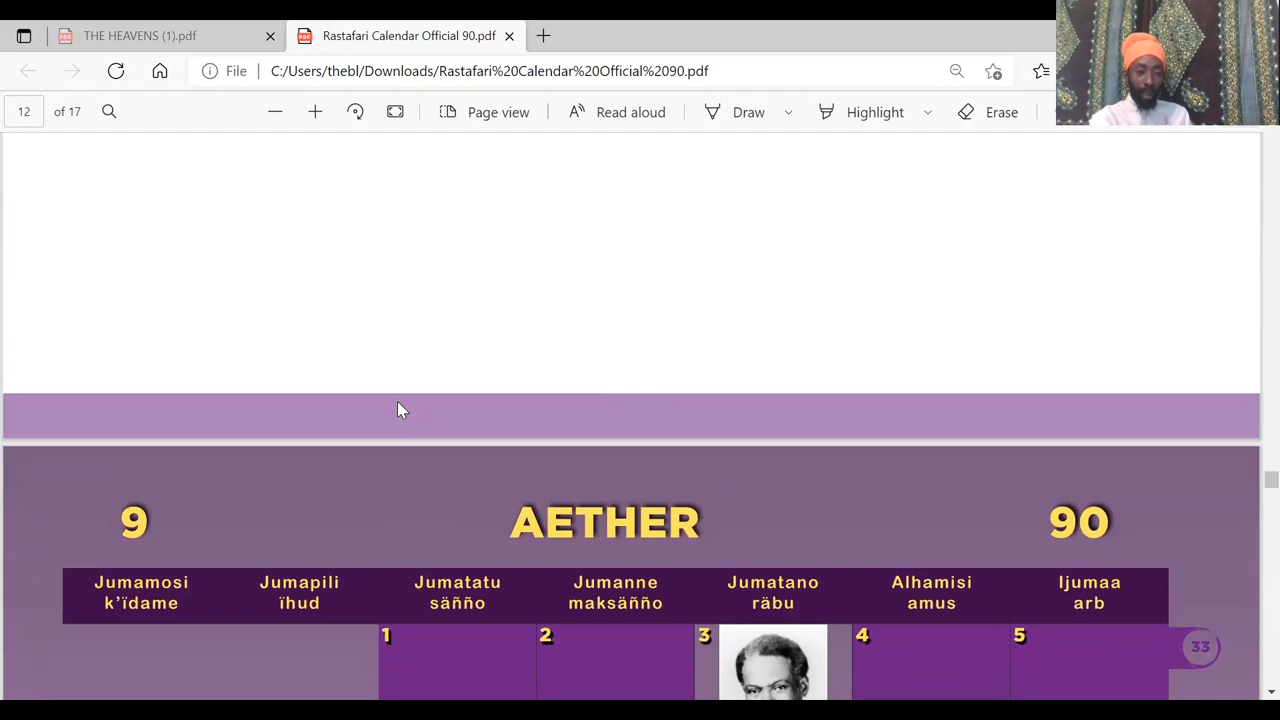 THE HEAVENS (1).pdf
Rastafari Calendar Official 90.pdf
File
C:/Users/thebl/Downloads/Rastafari%20Calendar%20Official%2090.pdf
12 of 17
Page view
Read aloud
Draw
Highlight
Erase
9 AETHER 90
Jumamosi Jumapili Jumatatu Jumanne Jumatano Alhamisi Ijumaa
k'ïdame ïhud säñño maksäñño räbu amus arb
1 2 3 4 5
33